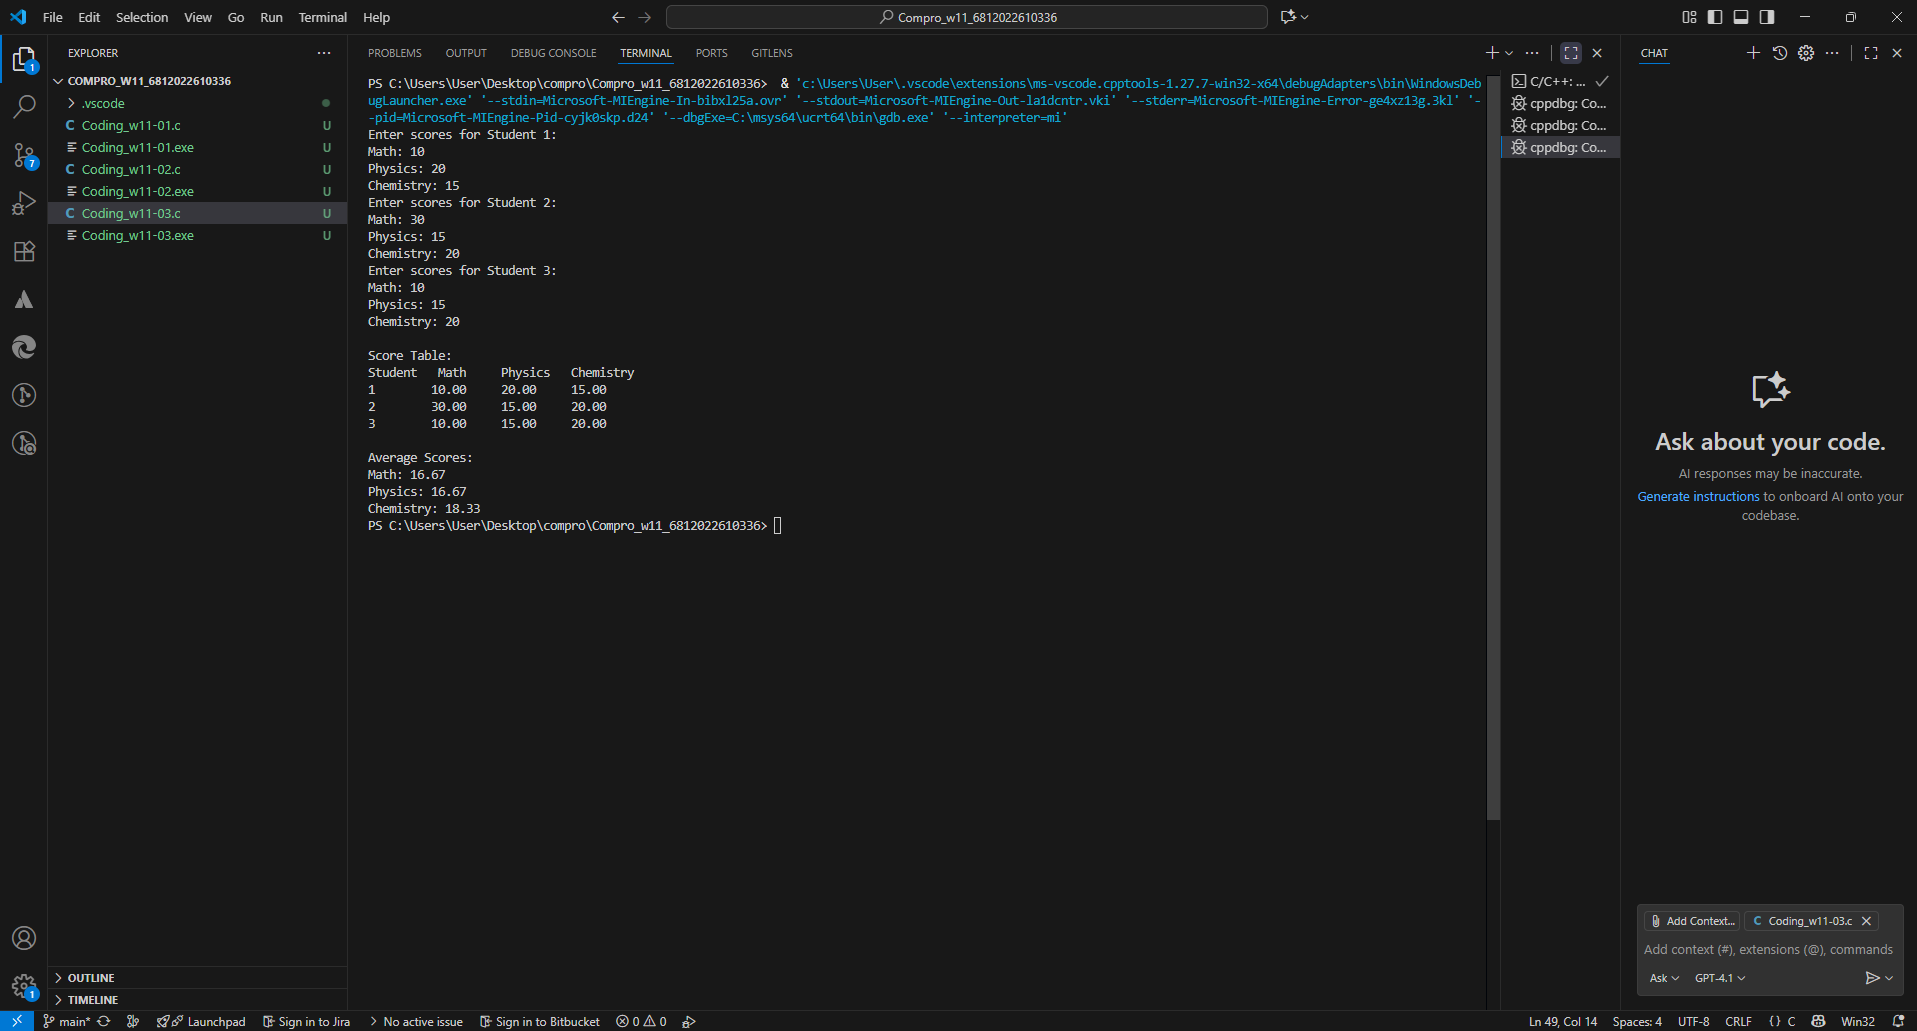 File Edit Selection View Go Run Terminal Help
Compro_w11_6812022610336
EXPLORER
COMPRO_W11_6812022610336
.vscode
C Coding_w11-01.c U
Coding_w11-01.exe U
C Coding_w11-02.c U
Coding_w11-02.exe U
C Coding_w11-03.c U
Coding_w11-03.exe U
1
7
OUTLINE
TIMELINE
1
PROBLEMS OUTPUT DEBUG CONSOLE TERMINAL PORTS GITLENS
PS C:\Users\User\Desktop\compro\Compro_w11_6812022610336>  & 'c:\Users\User\.vscode\extensions\ms-vscode.cpptools-1.27.7-win32-x64\debugAdapters\bin\WindowsDeb
ugLauncher.exe' '--stdin=Microsoft-MIEngine-In-bibxl25a.ovr' '--stdout=Microsoft-MIEngine-Out-la1dcntr.vki' '--stderr=Microsoft-MIEngine-Error-ge4xz13g.3kl' '-
-pid=Microsoft-MIEngine-Pid-cyjk0skp.d24' '--dbgExe=C:\msys64\ucrt64\bin\gdb.exe' '--interpreter=mi'
Enter scores for Student 1:
Math: 10
Physics: 20
Chemistry: 15
Enter scores for Student 2:
Math: 30
Physics: 15
Chemistry: 20
Enter scores for Student 3:
Math: 10
Physics: 15
Chemistry: 20
Score Table:
Student Math Physics Chemistry
1 10.00 20.00 15.00
2 30.00 15.00 20.00
3 10.00 15.00 20.00
Average Scores:
Math: 16.67
Physics: 16.67
Chemistry: 18.33
PS C:\Users\User\Desktop\compro\Compro_w11_6812022610336>
C/C++: ...
cppdbg: Co...
cppdbg: Co...
cppdbg: Co...
CHAT
Ask about your code.
AI responses may be inaccurate.
Generate instructions to onboard AI onto your
codebase.
Add Context... C Coding_w11-03.c
Add context (#), extensions (@), commands
Ask GPT-4.1
main* Launchpad Sign in to Jira No active issue Sign in to Bitbucket 0 0 Ln 49, Col 14 Spaces: 4 UTF-8 CRLF {} C Win32